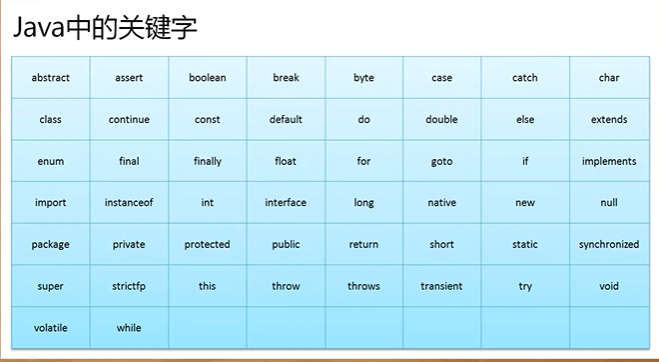 Java中的关键字
abstract assert boolean break byte case catch char
class continue const default do double else extends
enum final finally float for goto if implements
import instanceof int interface long native new null
package private protected public return short static synchronized
super strictfp this throw throws transient try void
volatile while